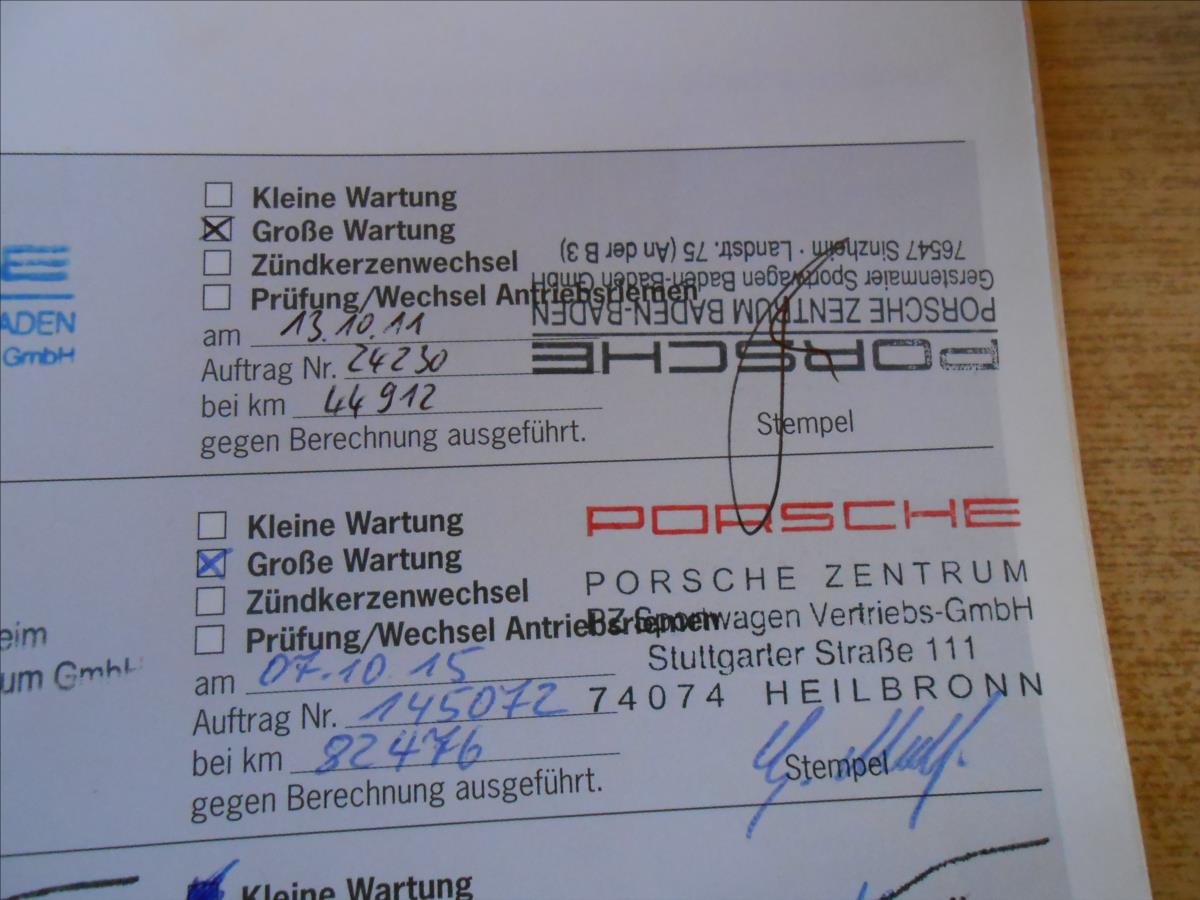 E
ADEN
GmbH
Kleine Wartung
Große Wartung
Zündkerzenwechsel
Prüfung/Wechsel Antriebsriemen
am 13.10.11
Auftrag Nr. 24230
bei km 44912
gegen Berechnung ausgeführt.
PORSCHE
PORSCHE ZENTRUM BADEN-BADEN
Gerstenmaier Sportwagen Baden-Baden GmbH
76547 Sinzheim · Landstr. 75 (An der B 3)
Stempel
eim
um GmbH
Kleine Wartung
Große Wartung
Zündkerzenwechsel
Prüfung/Wechsel Antriebsriemen
am 07.10.15
Auftrag Nr. 145072
bei km 82476
gegen Berechnung ausgeführt.
PORSCHE
PORSCHE ZENTRUM
PZ Sportwagen Vertriebs-GmbH
Stuttgarter Straße 111
74074 HEILBRONN
Stempel
Kleine Wartung